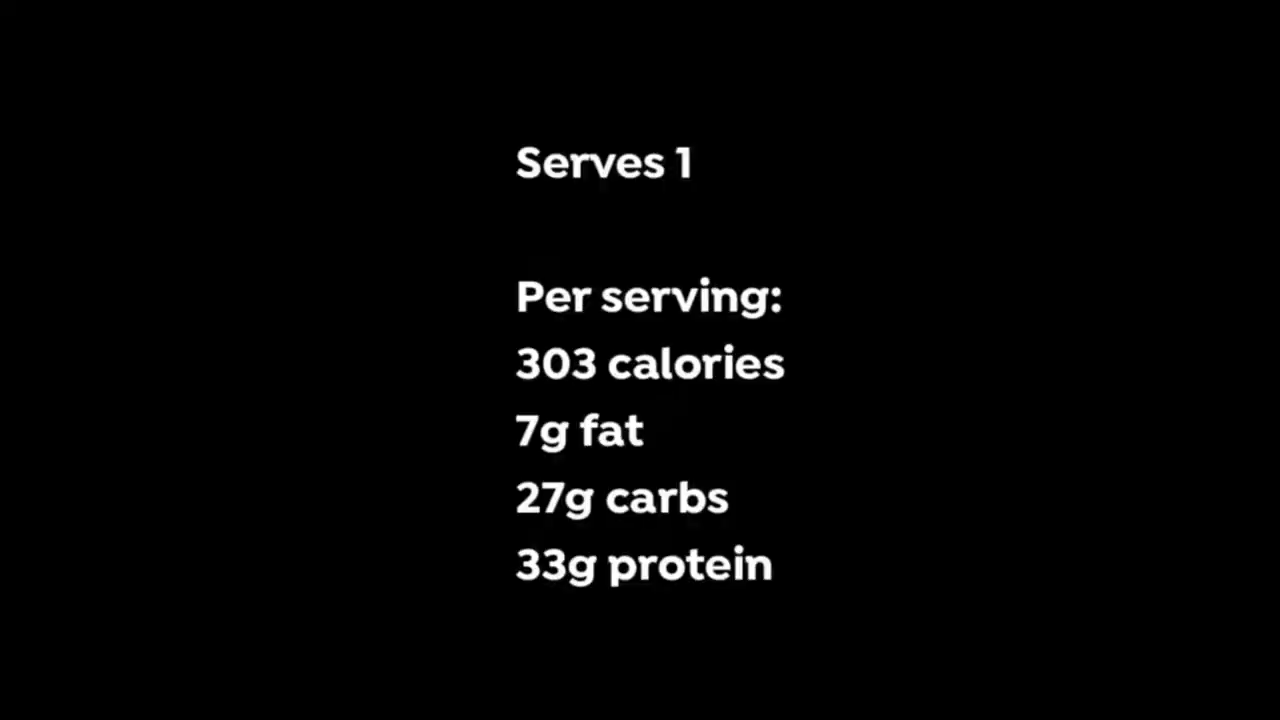 Serves 1
Per serving:
303 calories
7g fat
27g carbs
33g protein